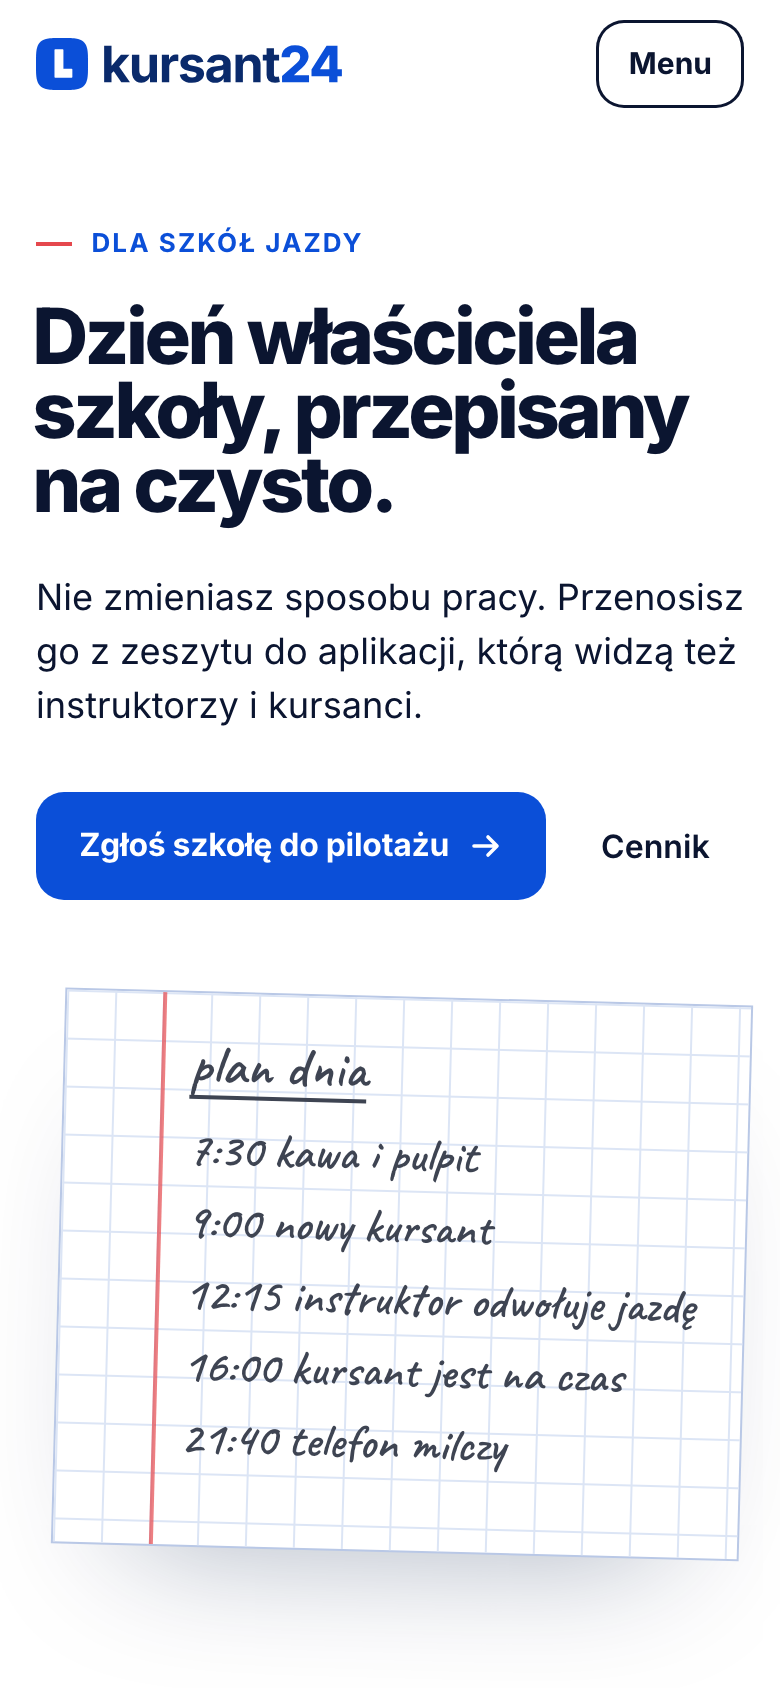 L kursant24
Menu
DLA SZKÓŁ JAZDY
Dzień właściciela
szkoły, przepisany
na czysto.
Nie zmieniasz sposobu pracy. Przenosisz
go z zeszytu do aplikacji, którą widzą też
instruktorzy i kursanci.
Zgłoś szkołę do pilotażu →
Cennik
plan dnia
7:30 kawa i pulpit
9:00 nowy kursant
12:15 instruktor odwołuje jazdę
16:00 kursant jest na czas
21:40 telefon milczy